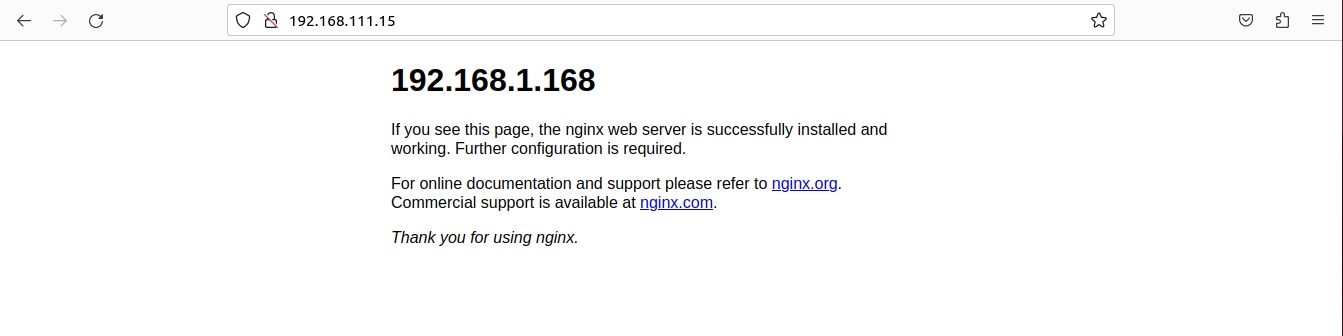 192.168.111.15
192.168.1.168
If you see this page, the nginx web server is successfully installed and
working. Further configuration is required.
For online documentation and support please refer to nginx.org.
Commercial support is available at nginx.com.
Thank you for using nginx.